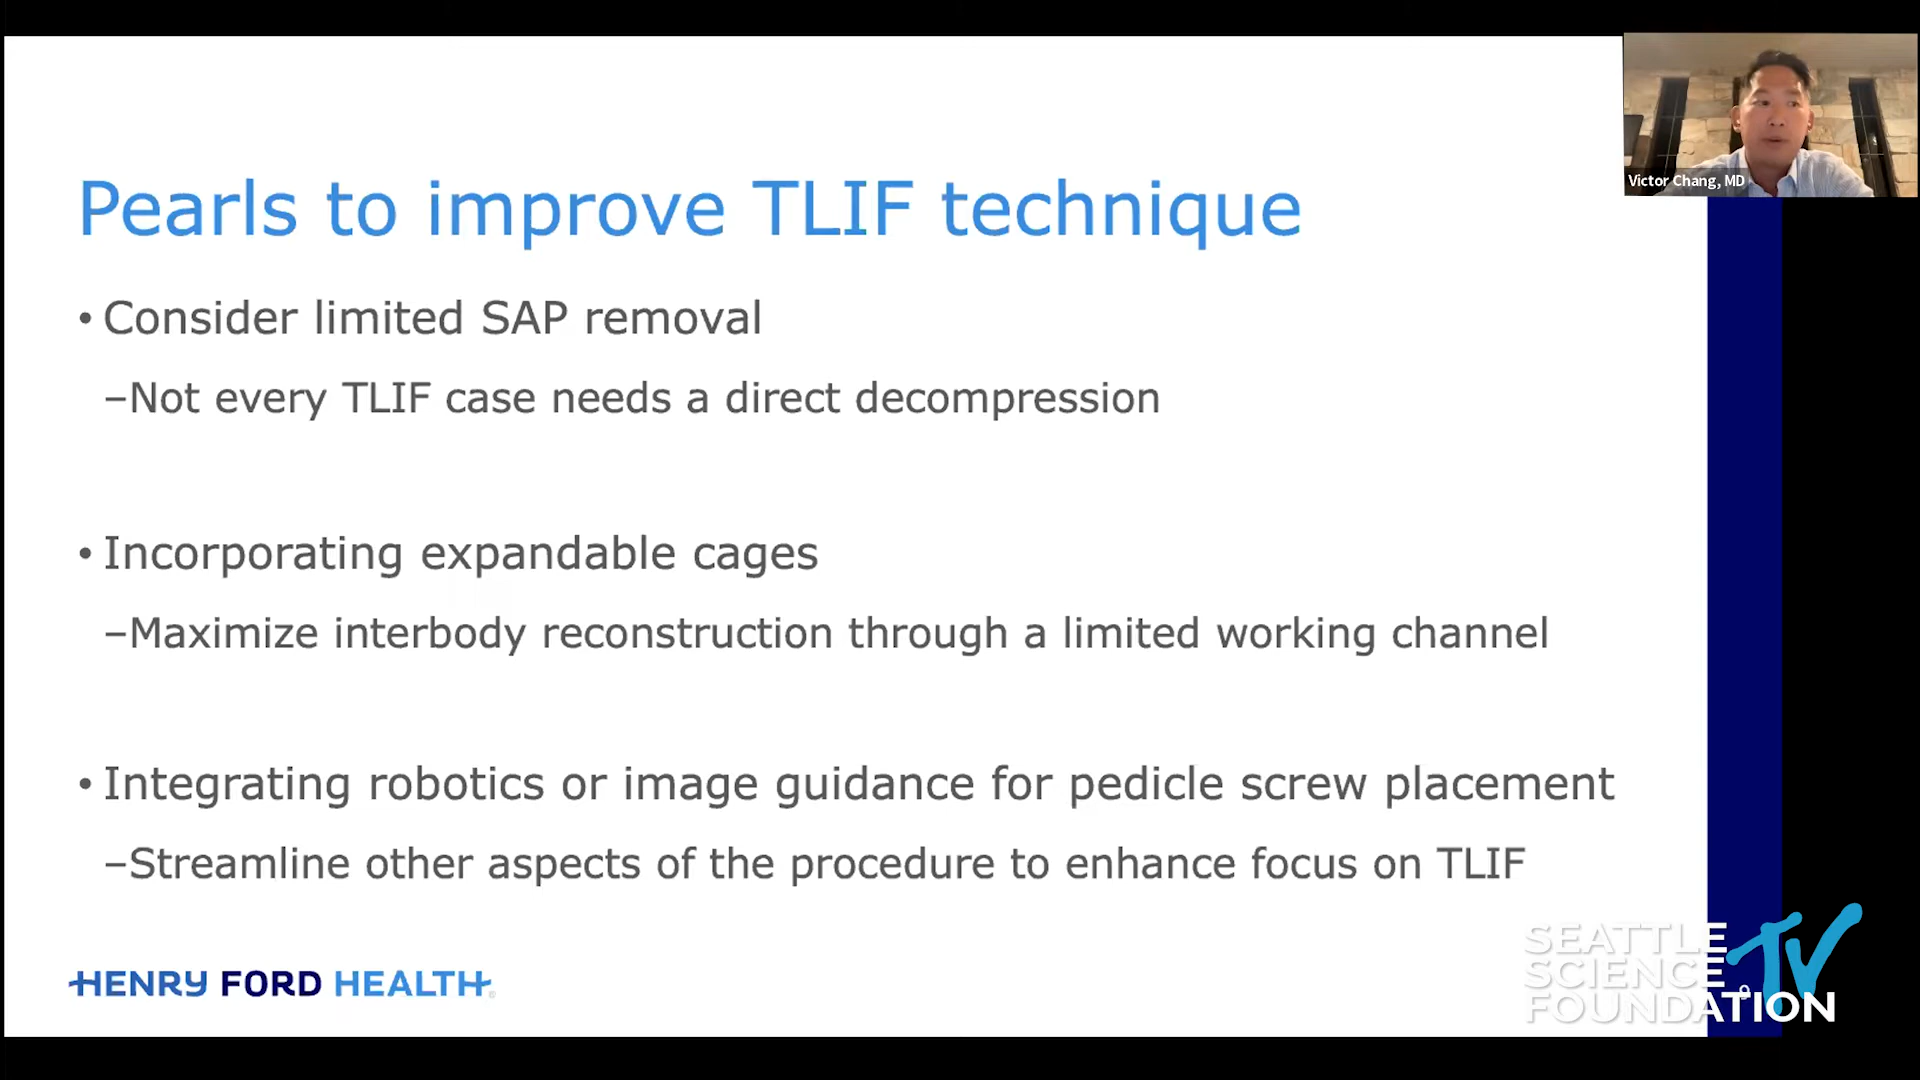 Victor Chang, MD
Pearls to improve TLIF technique
• Consider limited SAP removal
–Not every TLIF case needs a direct decompression
• Incorporating expandable cages
–Maximize interbody reconstruction through a limited working channel
• Integrating robotics or image guidance for pedicle screw placement
–Streamline other aspects of the procedure to enhance focus on TLIF
HENRY FORD HEALTH
9
SEATTLE
SCIENCE
FOUNDATION
TV